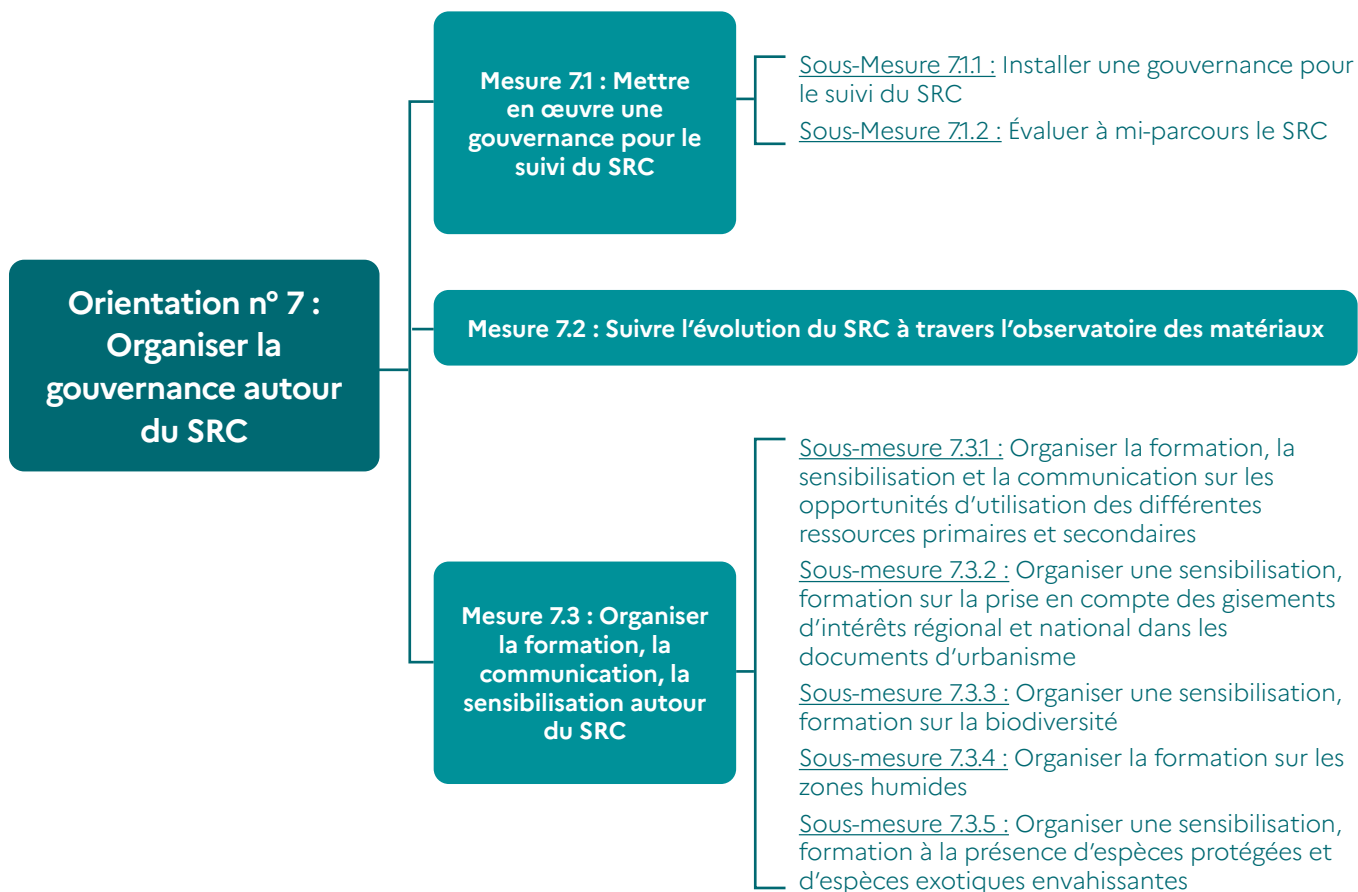 Orientation n° 7 :
Organiser la
gouvernance autour
du SRC
Mesure 7.1 : Mettre
en œuvre une
gouvernance pour le
suivi du SRC
Sous-Mesure 7.1.1 : Installer une gouvernance pour
le suivi du SRC
Sous-Mesure 7.1.2 : Évaluer à mi-parcours le SRC
Mesure 7.2 : Suivre l’évolution du SRC à travers l’observatoire des matériaux
Mesure 7.3 : Organiser
la formation, la
communication, la
sensibilisation autour
du SRC
Sous-mesure 7.3.1 : Organiser la formation, la
sensibilisation et la communication sur les
opportunités d’utilisation des différentes
ressources primaires et secondaires
Sous-mesure 7.3.2 : Organiser une sensibilisation,
formation sur la prise en compte des gisements
d’intérêts régional et national dans les
documents d’urbanisme
Sous-mesure 7.3.3 : Organiser une sensibilisation,
formation sur la biodiversité
Sous-mesure 7.3.4 : Organiser la formation sur les
zones humides
Sous-mesure 7.3.5 : Organiser une sensibilisation,
formation à la présence d’espèces protégées et
d’espèces exotiques envahissantes